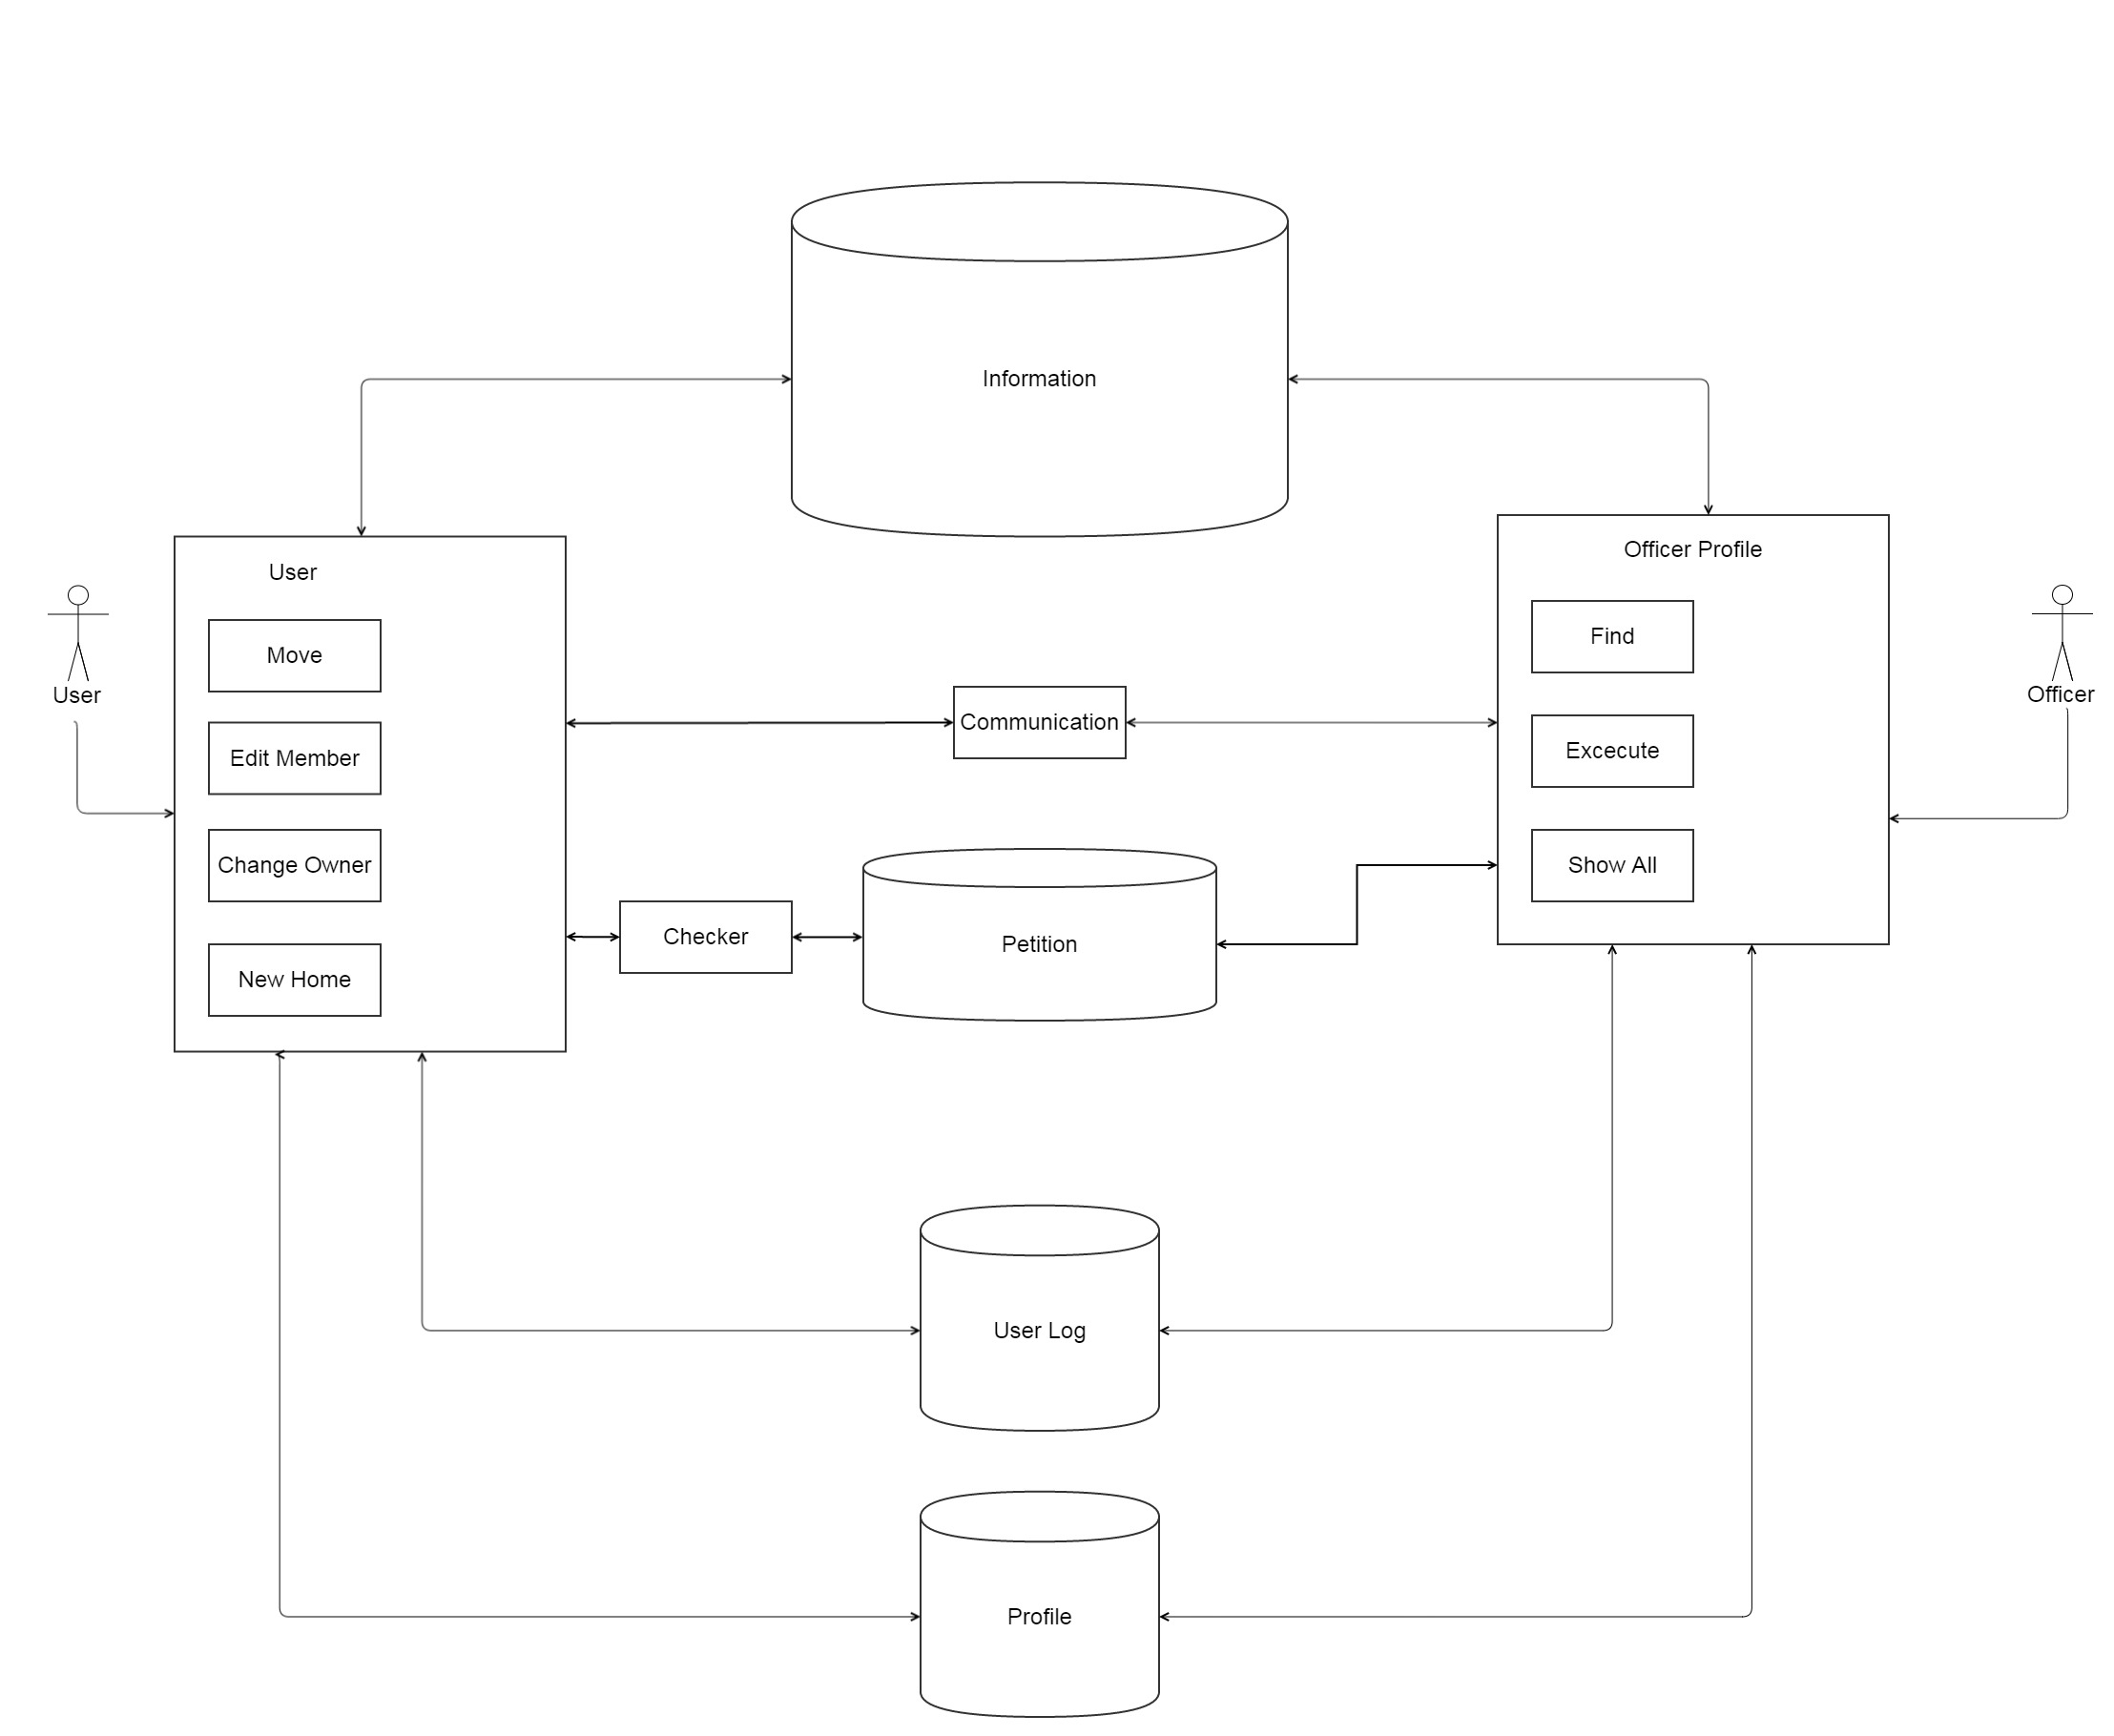 Information
User
Officer Profile
Move
Find
User
Officer
Communication
Edit Member
Excecute
Change Owner
Show All
Checker
Petition
New Home
User Log
Profile